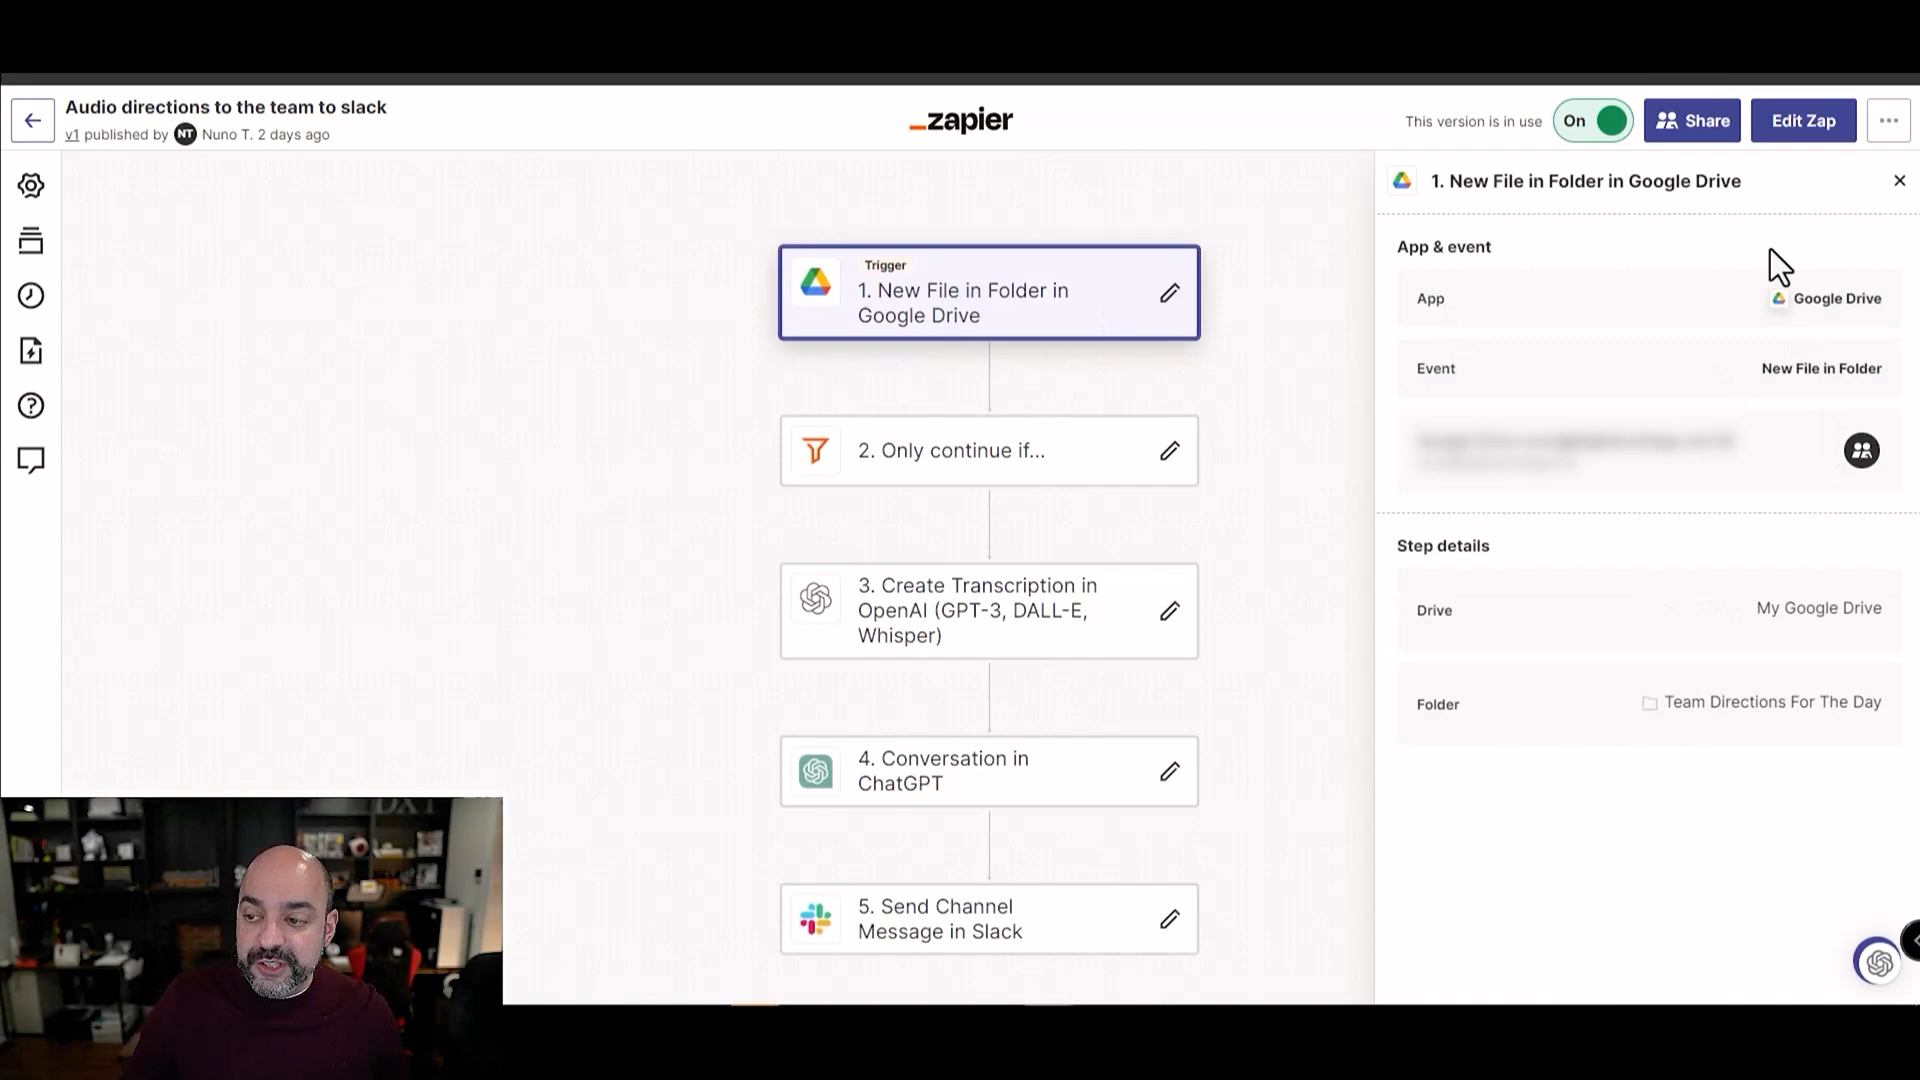 Audio directions to the team to slack
v1 published by NT Nuno T. 2 days ago
zapier
This version is in use
On
Share
Edit Zap
Trigger
1. New File in Folder in
Google Drive
2. Only continue if...
3. Create Transcription in
OpenAI (GPT-3, DALL-E,
Whisper)
4. Conversation in
ChatGPT
5. Send Channel
Message in Slack
1. New File in Folder in Google Drive
App & event
App
Google Drive
Event
New File in Folder
Step details
Drive
My Google Drive
Folder
Team Directions For The Day